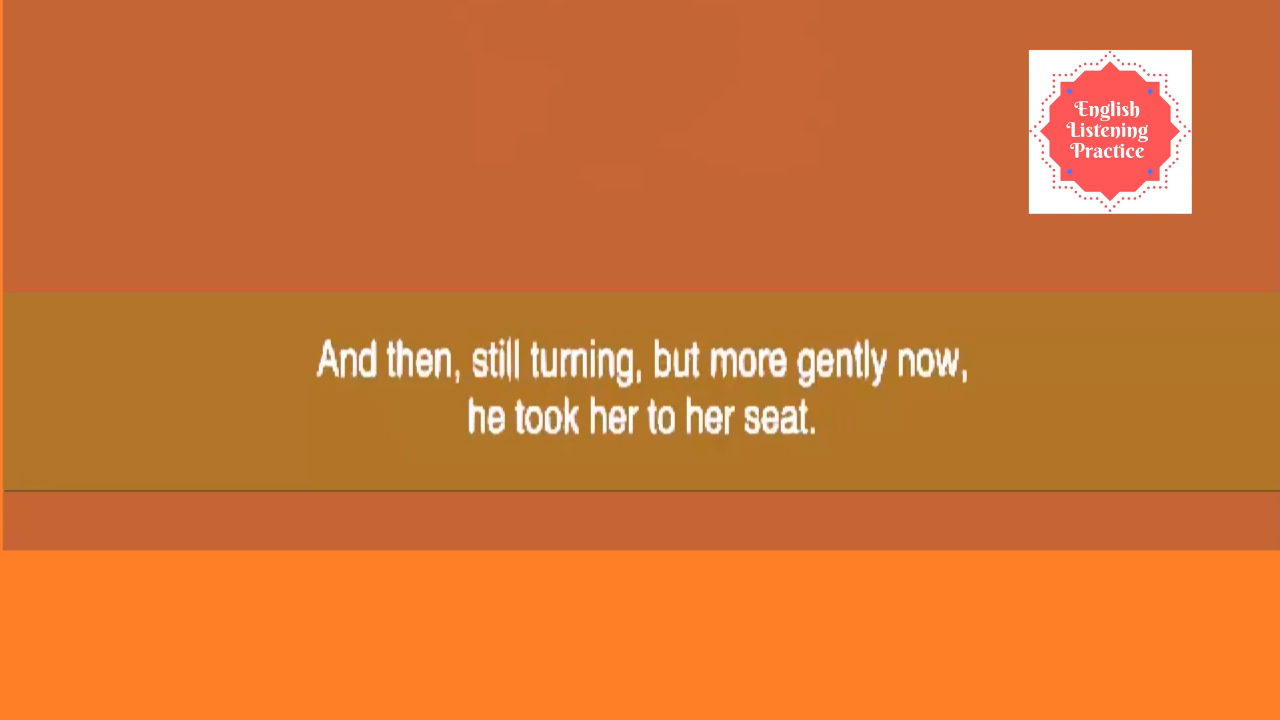 English
Listening
Practice
And then, still turning, but more gently now,
he took her to her seat.